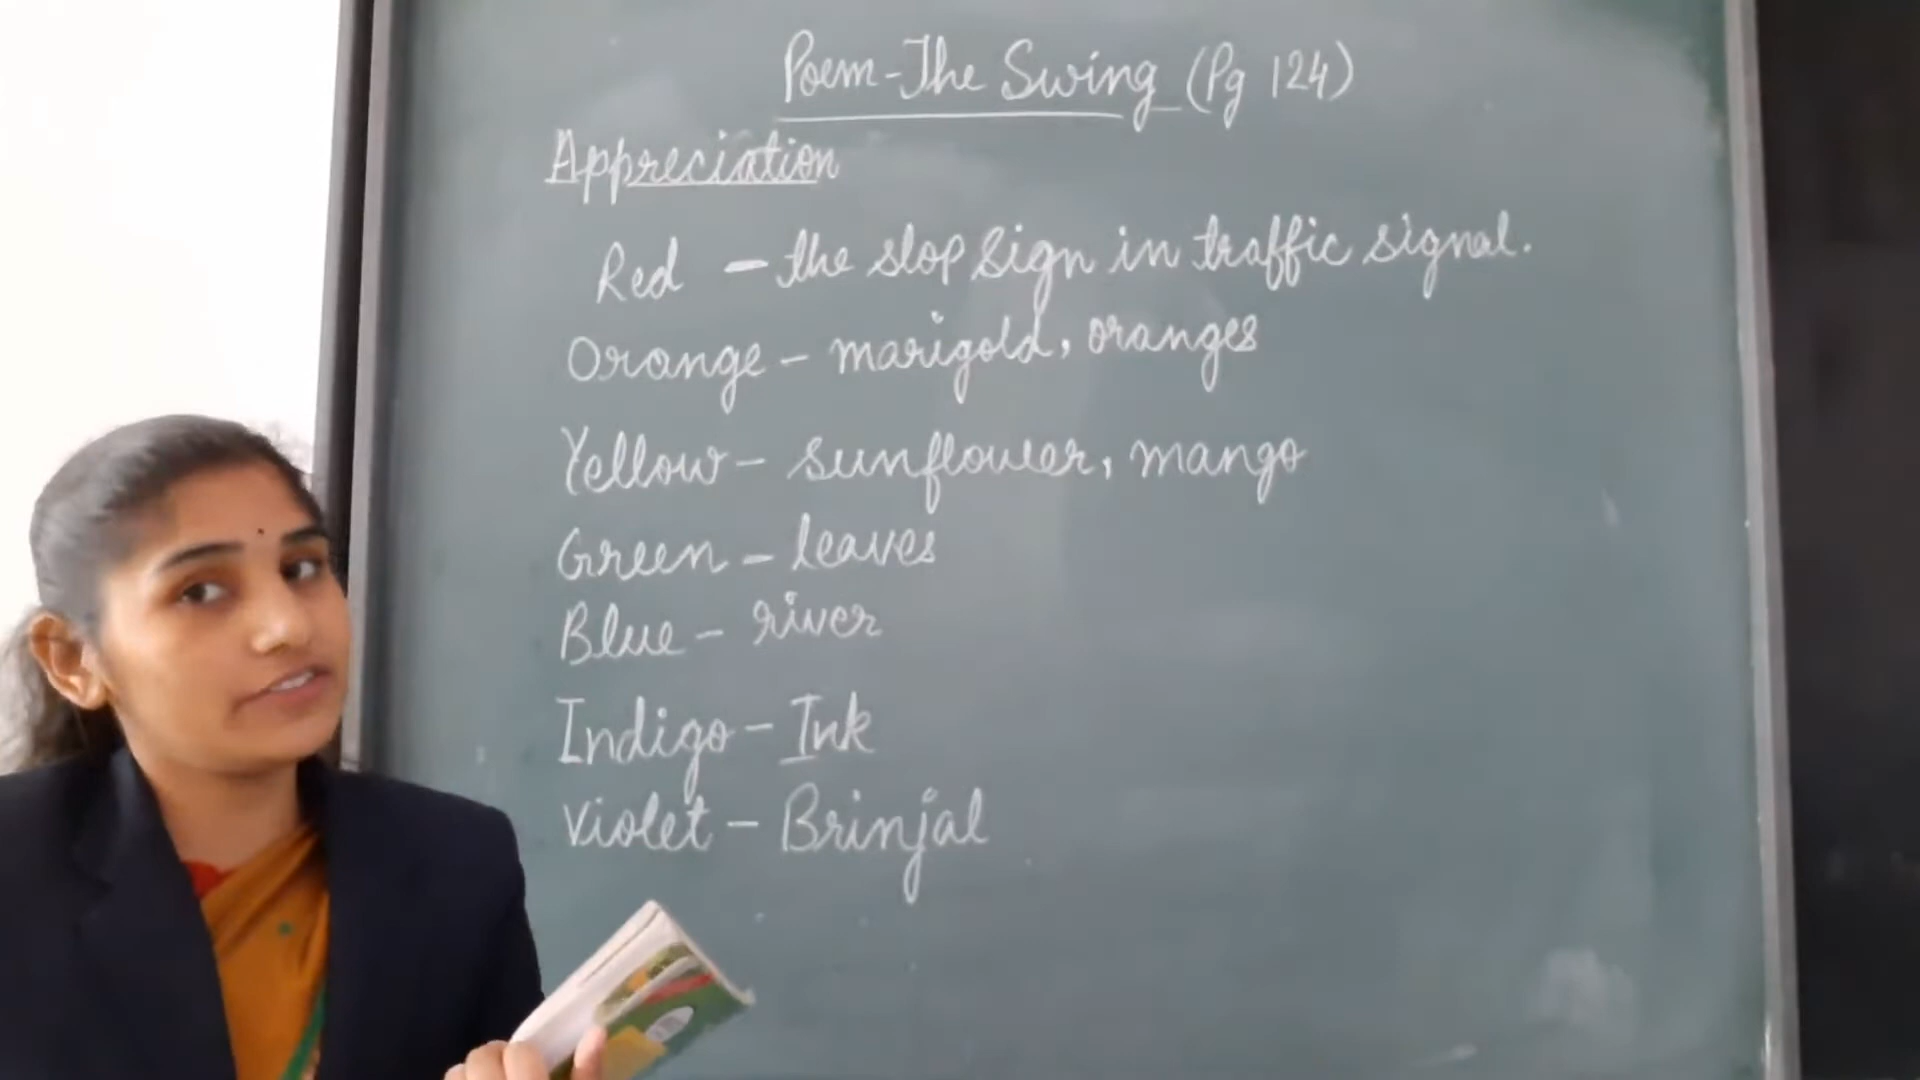 Poem-The Swing (Pg 124)
Appreciation
Red - the stop sign in traffic signal.
Orange - marigold, oranges
Yellow - sunflower, mango
Green - leaves
Blue - river
Indigo - Ink
Violet - Brinjal